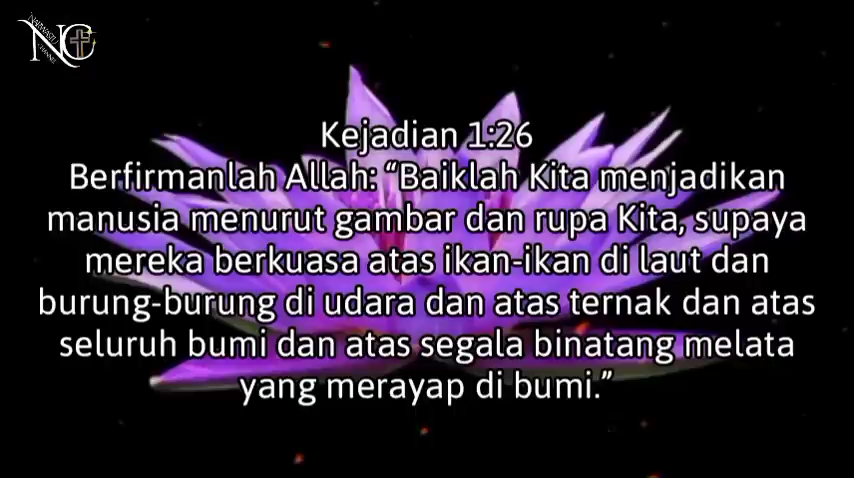 NC
Kejadian 1:26
Berfirmanlah Allah: “Baiklah Kita menjadikan
manusia menurut gambar dan rupa Kita, supaya
mereka berkuasa atas ikan-ikan di laut dan
burung-burung di udara dan atas ternak dan atas
seluruh bumi dan atas segala binatang melata
yang merayap di bumi.”